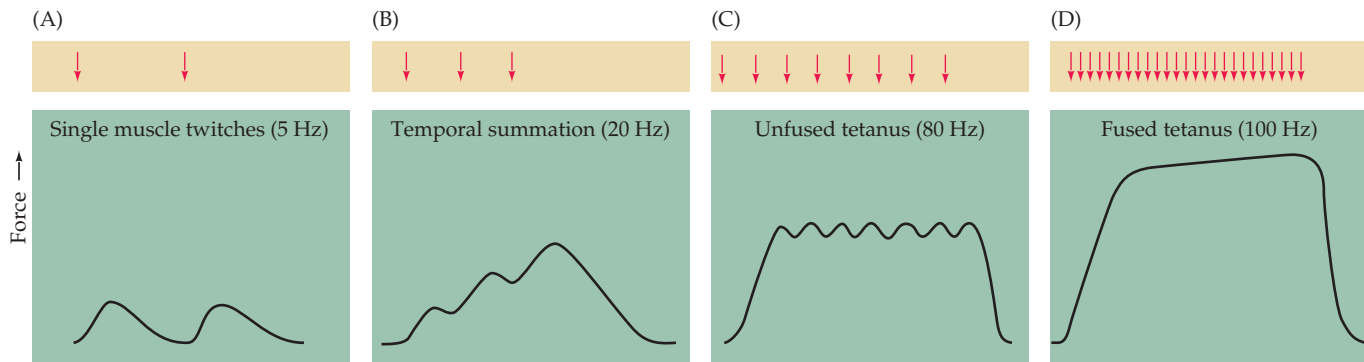 (A)
(B)
(C)
(D)
Single muscle twitches (5 Hz)
Temporal summation (20 Hz)
Unfused tetanus (80 Hz)
Fused tetanus (100 Hz)
Force